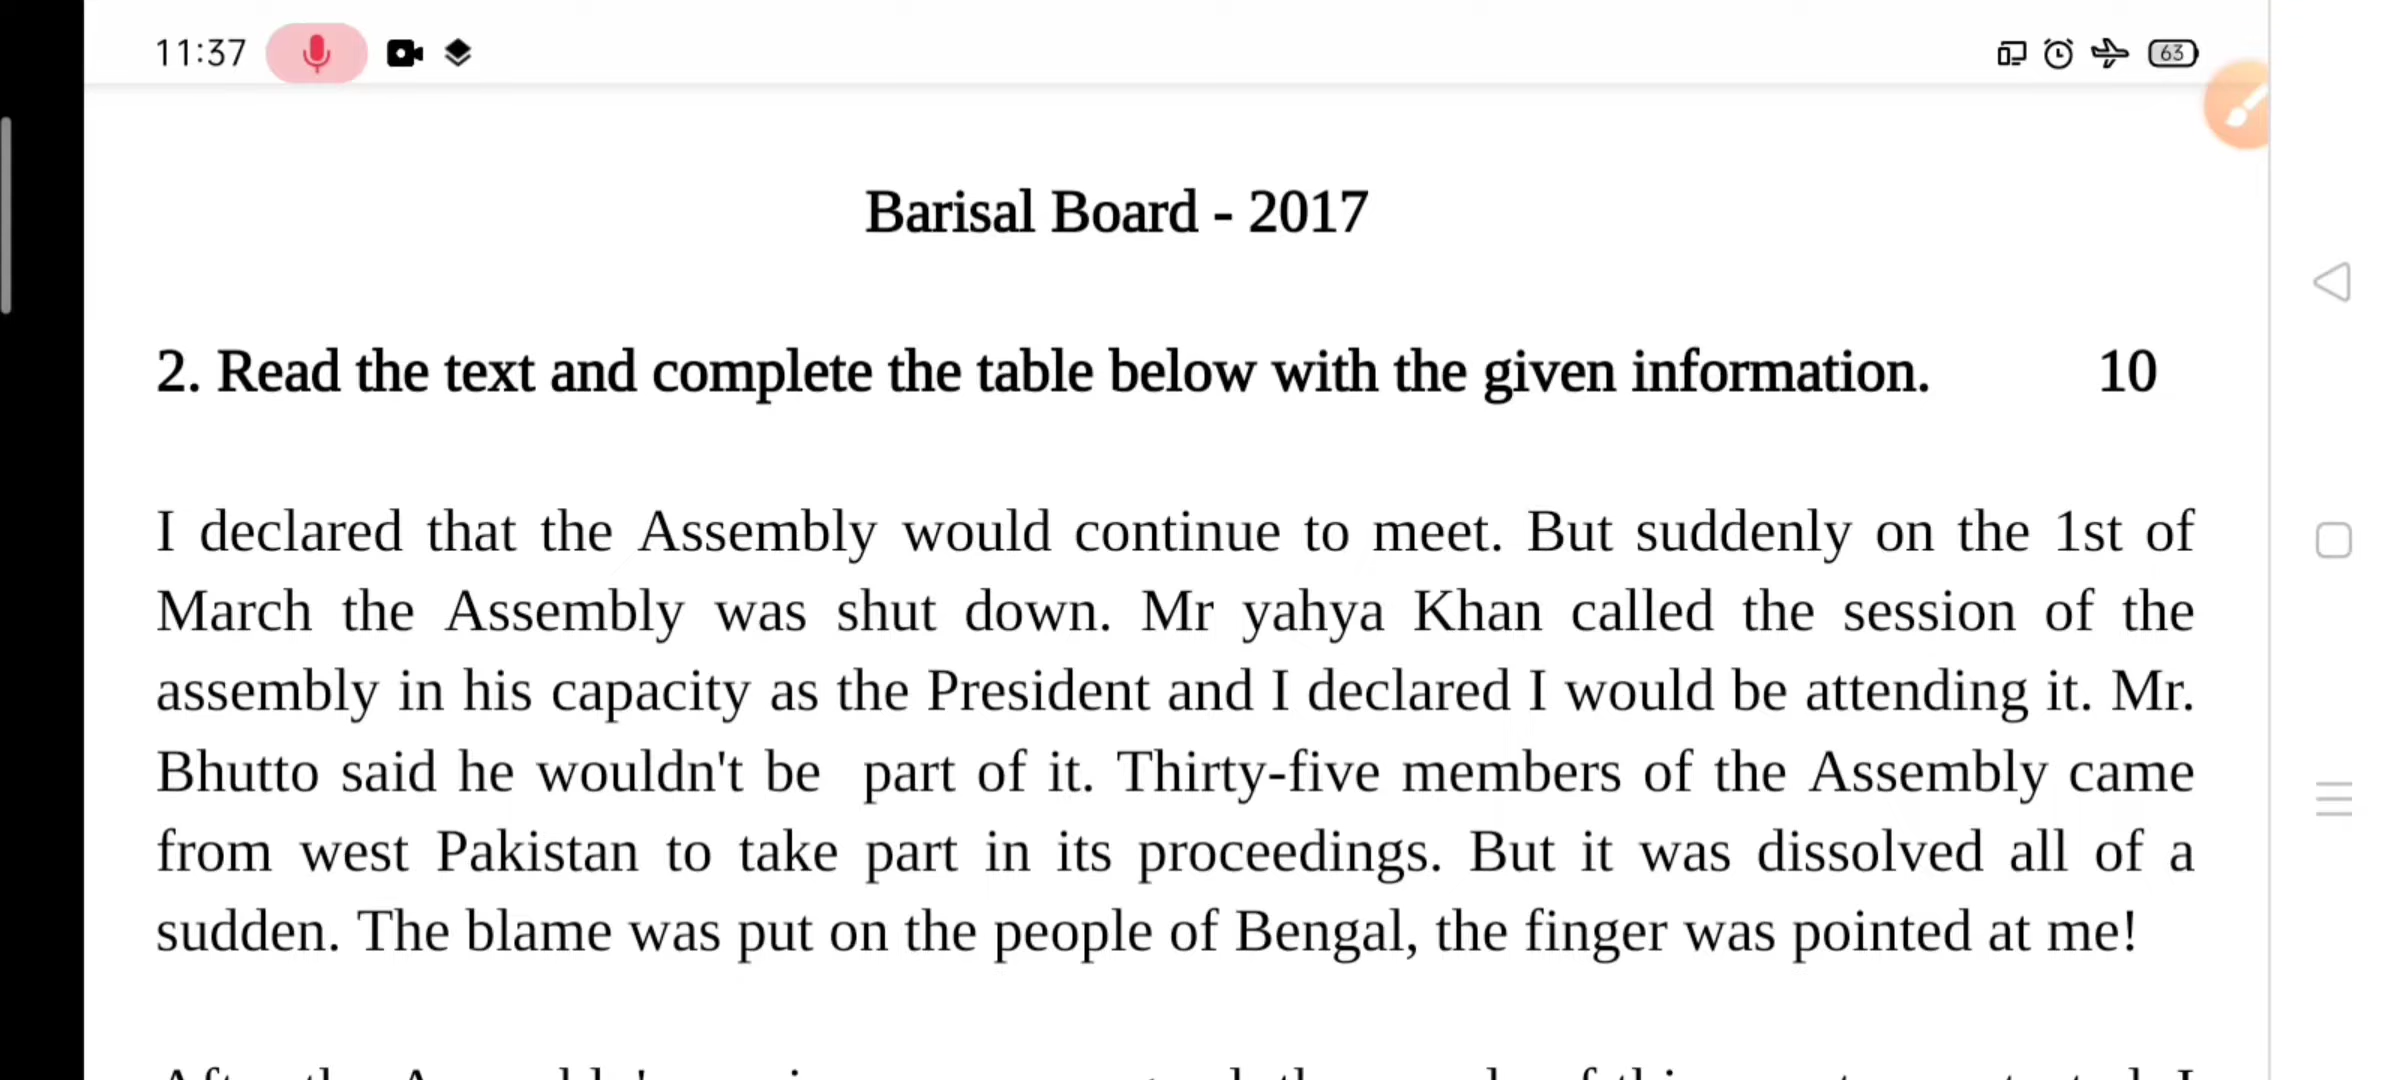 11:37
63
Barisal Board - 2017
2. Read the text and complete the table below with the given information. 10
I declared that the Assembly would continue to meet. But suddenly on the 1st of
March the Assembly was shut down. Mr yahya Khan called the session of the
assembly in his capacity as the President and I declared I would be attending it. Mr.
Bhutto said he wouldn't be part of it. Thirty-five members of the Assembly came
from west Pakistan to take part in its proceedings. But it was dissolved all of a
sudden. The blame was put on the people of Bengal, the finger was pointed at me!